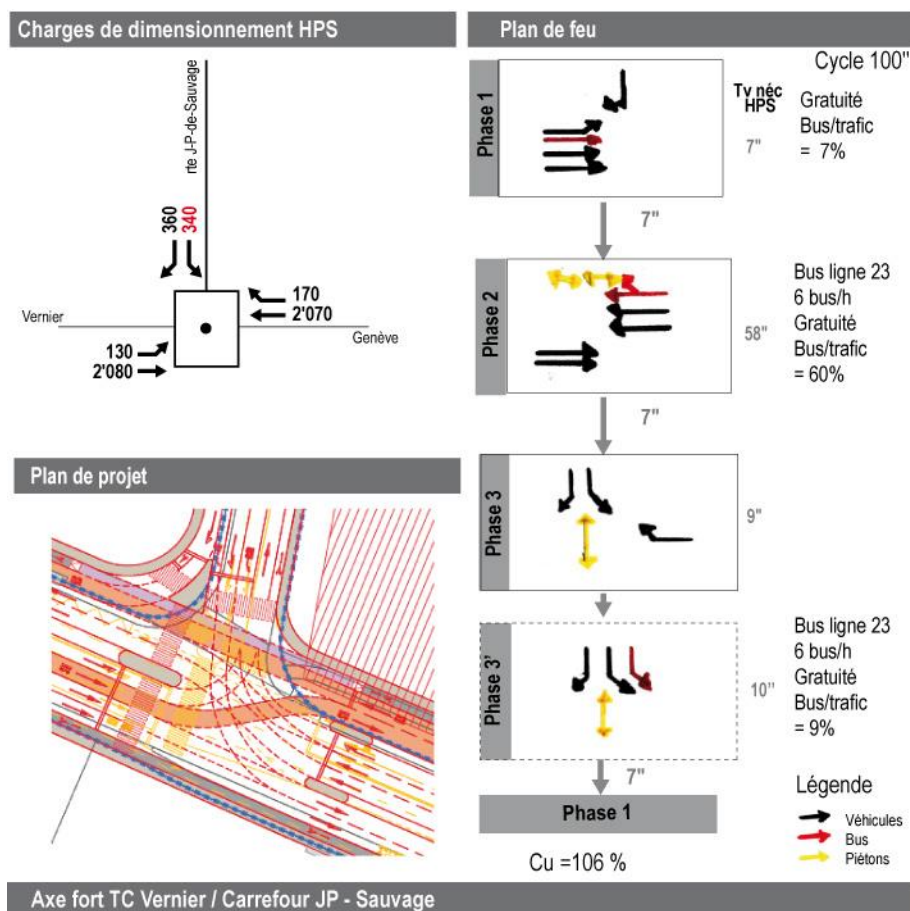 Charges de dimensionnement HPS
rte J-P-de-Sauvage
360
340
170
2'070
Vernier
Genève
130
2'080
Plan de projet
Plan de feu
Cycle 100"
Phase 1
Tv néc
HPS
7"
Gratuité
Bus/trafic
= 7%
7"
Phase 2
58"
Bus ligne 23
6 bus/h
Gratuité
Bus/trafic
= 60%
7"
Phase 3
9"
Phase 3'
10"
Bus ligne 23
6 bus/h
Gratuité
Bus/trafic
= 9%
7"
Phase 1
Cu =106 %
Légende
Véhicules
Bus
Piétons
Axe fort TC Vernier / Carrefour JP - Sauvage